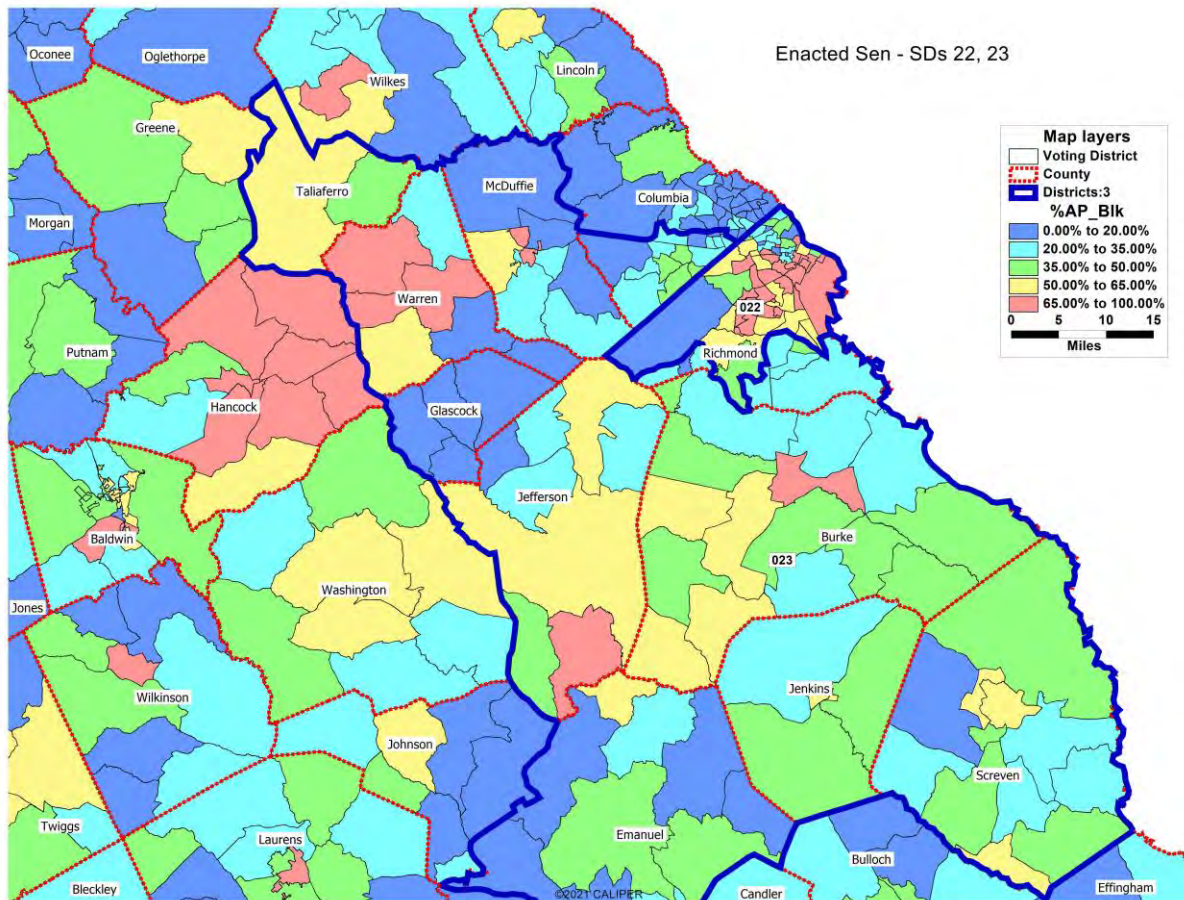 Enacted Sen - SDs 22, 23
Map layers
Voting District
County
Districts:3
%AP_Blk
0.00% to 20.00%
20.00% to 35.00%
35.00% to 50.00%
50.00% to 65.00%
65.00% to 100.00%
0 5 10 15
Miles
Oconee
Oglethorpe
Wilkes
Lincoln
Greene
Taliaferro
McDuffie
Columbia
Morgan
Warren
022
Putnam
Richmond
Hancock
Glascock
Jefferson
Baldwin
Burke
023
Washington
Jones
Wilkinson
Jenkins
Johnson
Screven
Twiggs
Laurens
Emanuel
Bulloch
Bleckley
Candler
Effingham
©2021 CALIPER